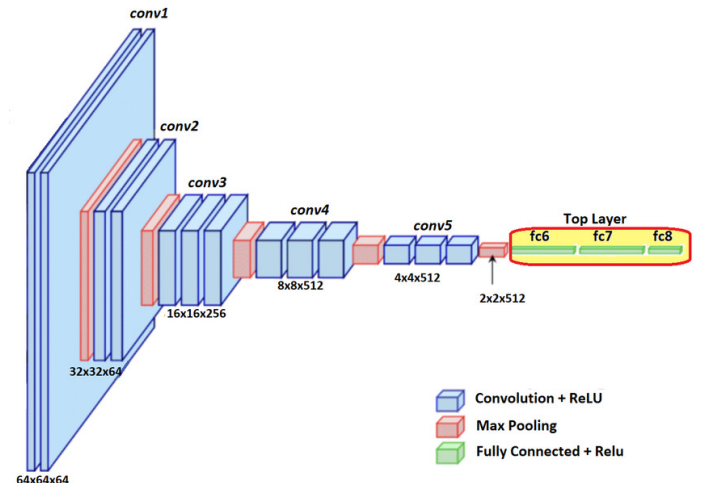 conv1
conv2
conv3
conv4
conv5
Top Layer
fc6 fc7 fc8
64x64x64
32x32x64
16x16x256
8x8x512
4x4x512
2x2x512
Convolution + ReLU
Max Pooling
Fully Connected + Relu